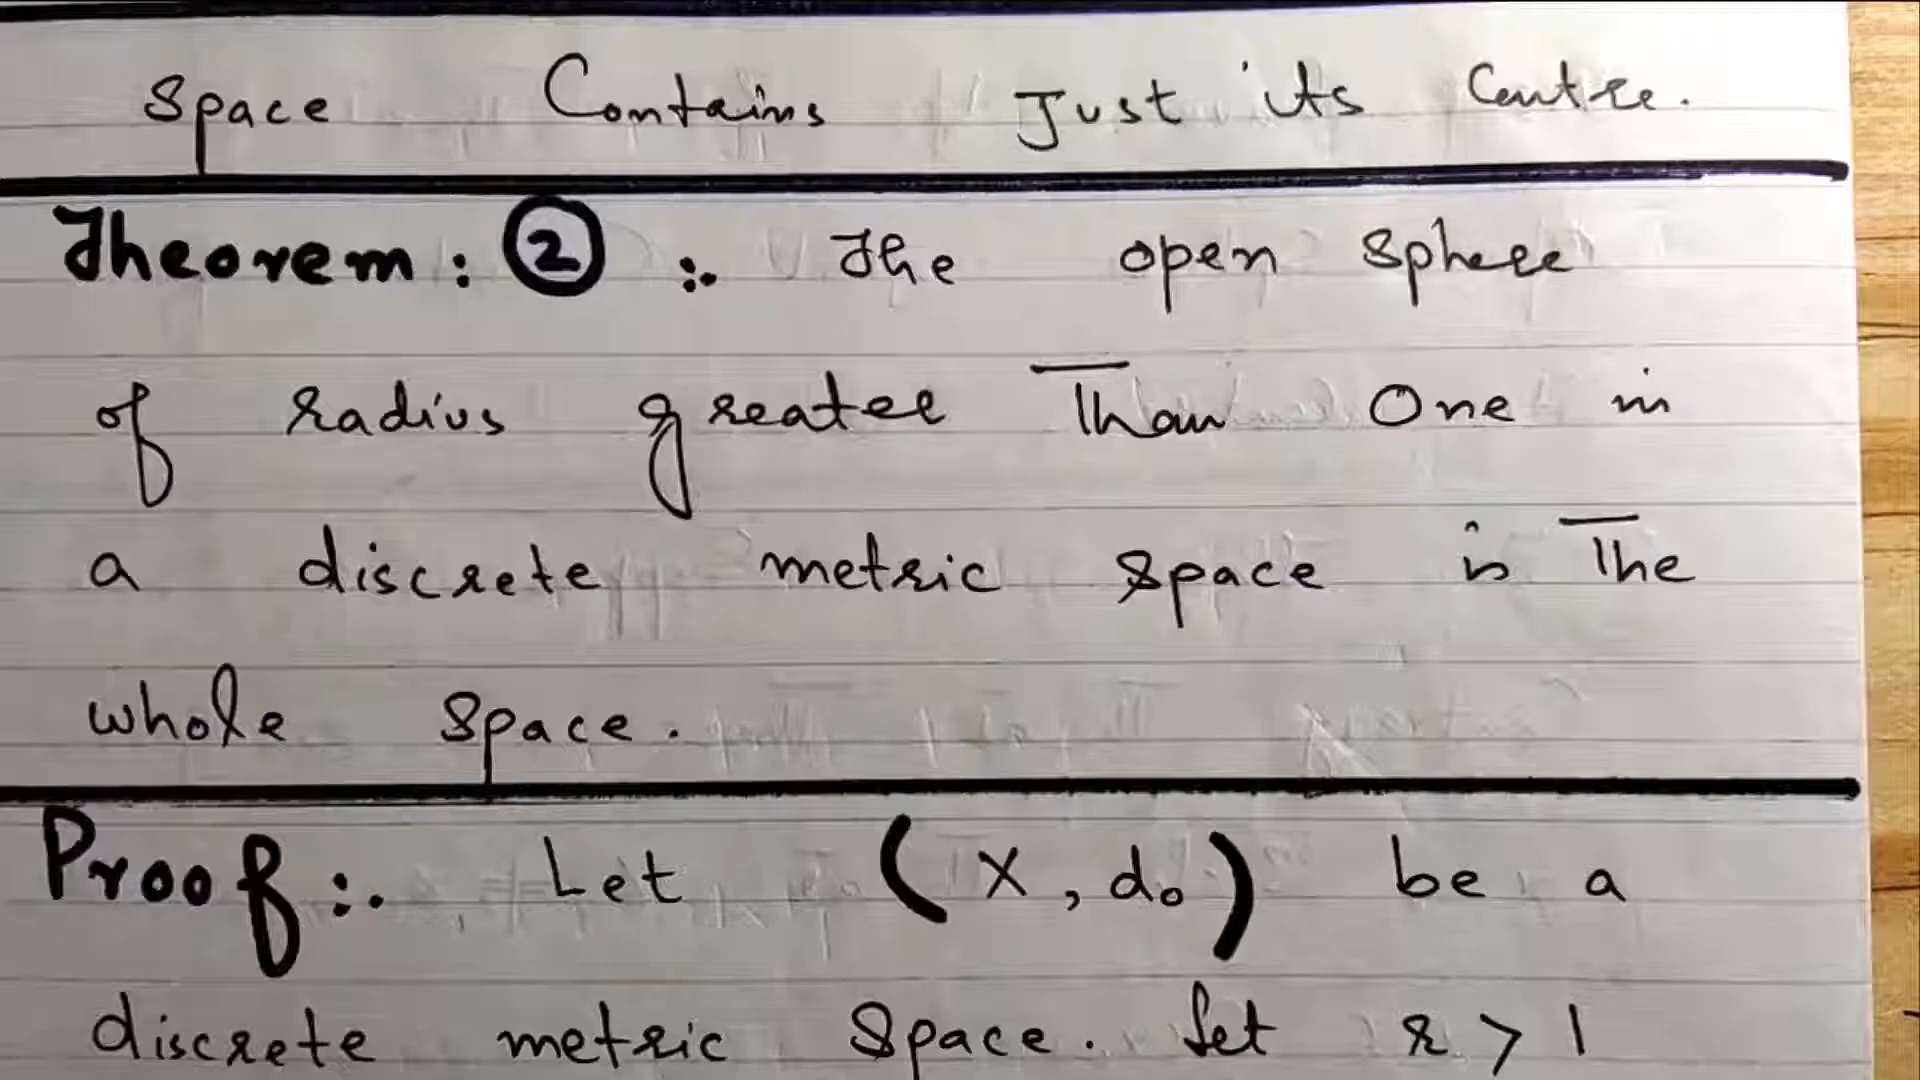 Space Contains Just its Centre.
Theorem: ② :. The open sphere
of radius greater Than One in
a discrete metric space is The
whole space.
Proof :. Let (X, d₀) be a
discrete metric space. Let r > 1